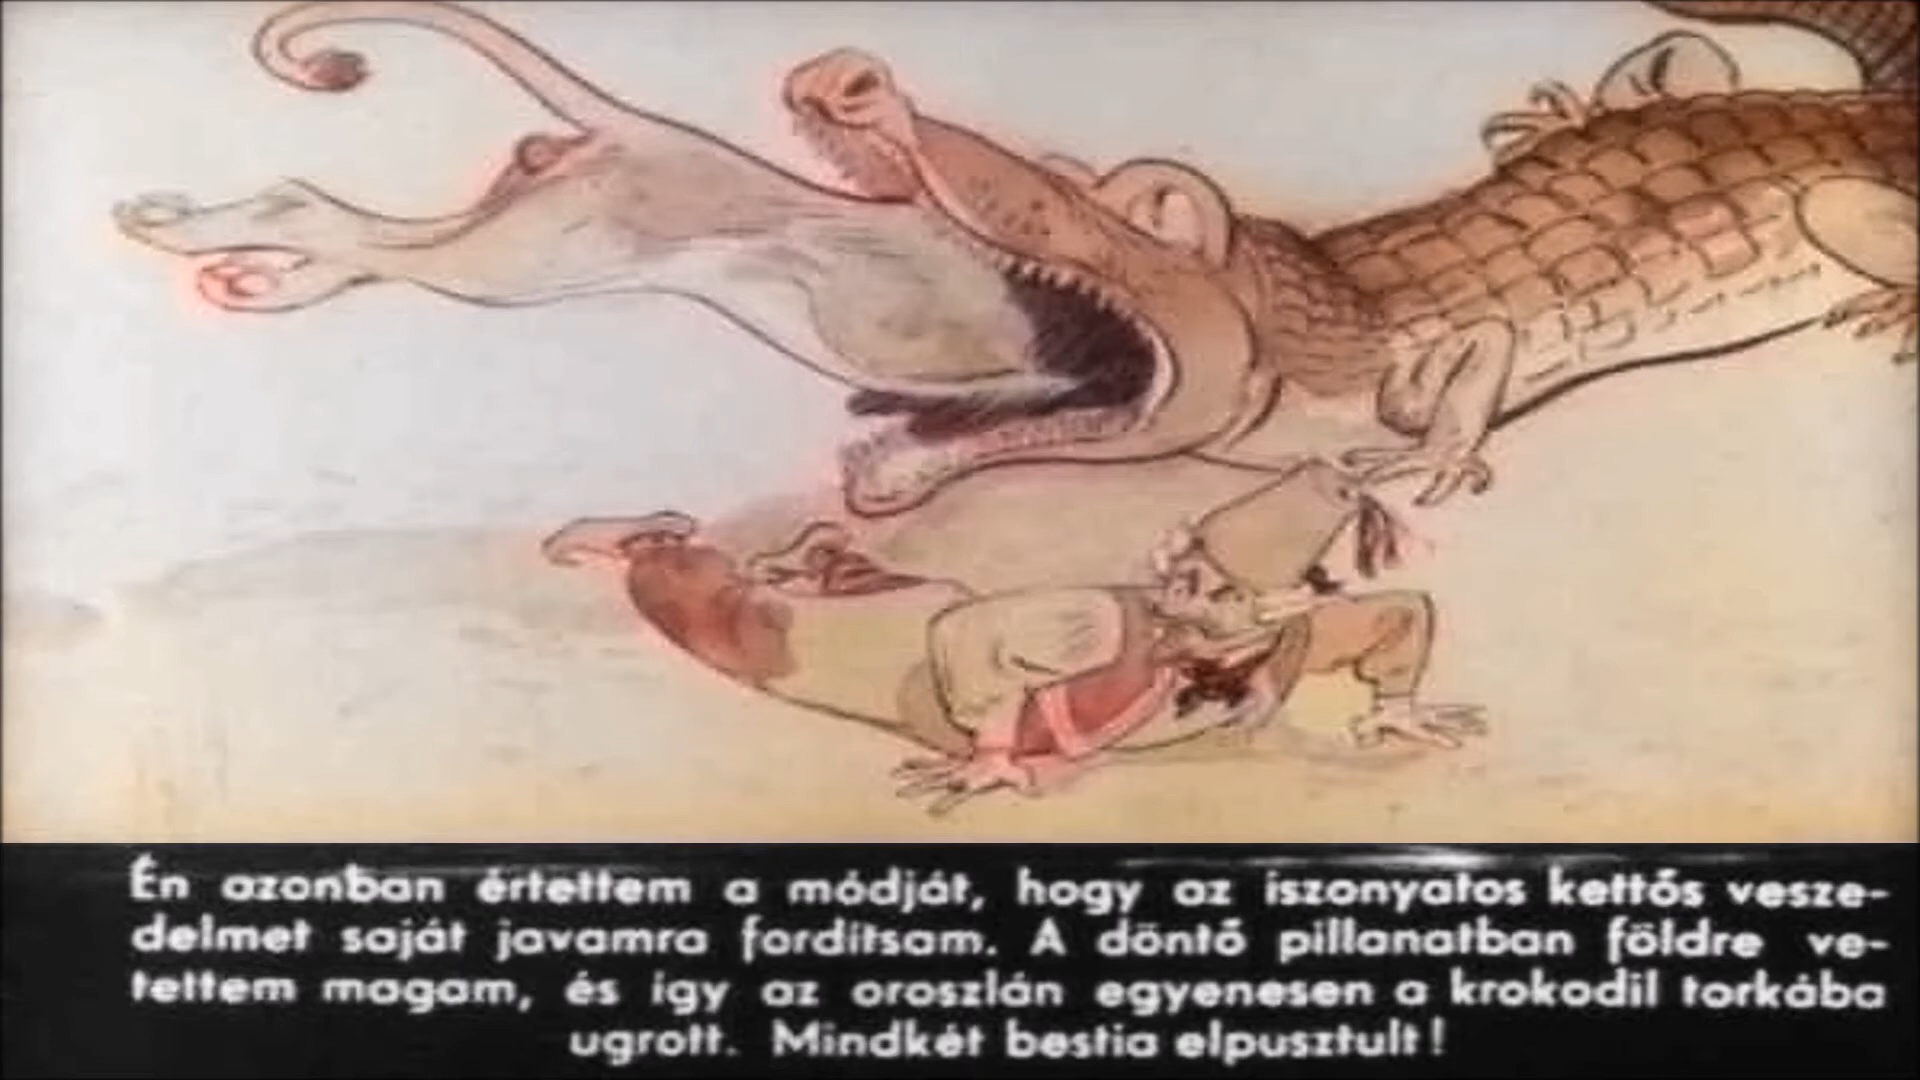 Én azonban értettem a módját, hogy az iszonyatos kettős vesze-
delmet saját javamra fordítsam. A döntő pillanatban földre ve-
tettem magam, és így az oroszlán egyenesen a krokodil torkába
ugrott. Mindkét bestia elpusztult!